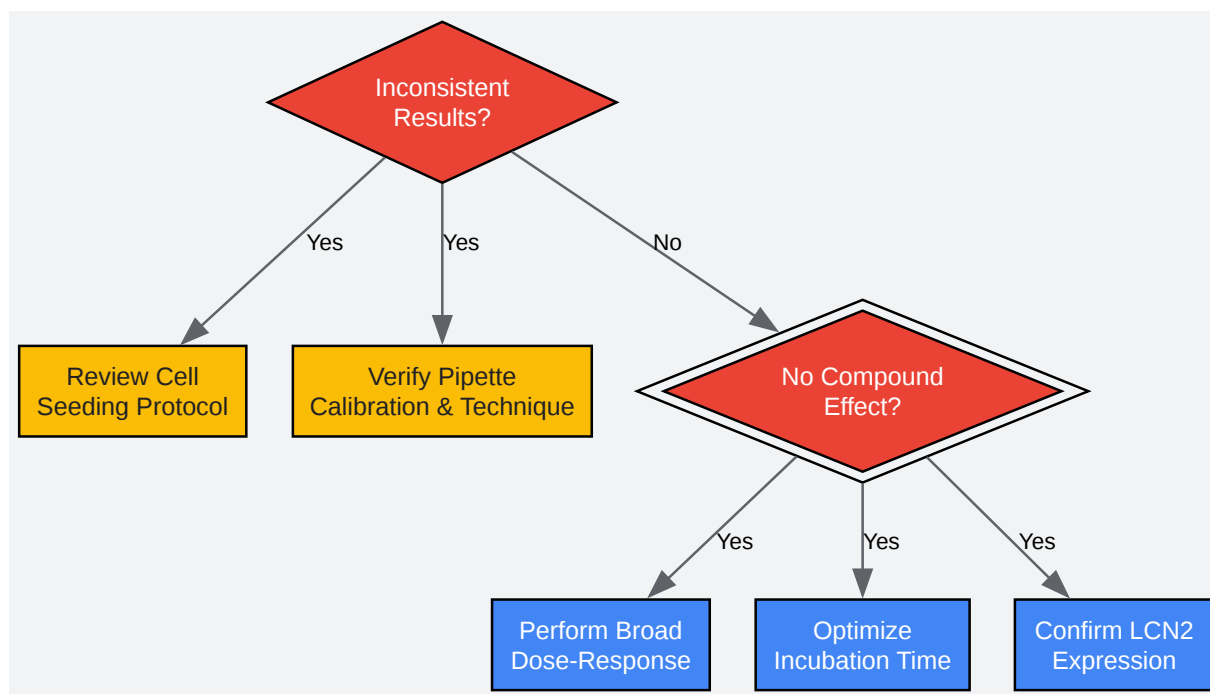 Inconsistent
Results?
Yes
Yes
No
Review Cell
Seeding Protocol
Verify Pipette
Calibration & Technique
No Compound
Effect?
Yes
Yes
Yes
Perform Broad
Dose-Response
Optimize
Incubation Time
Confirm LCN2
Expression